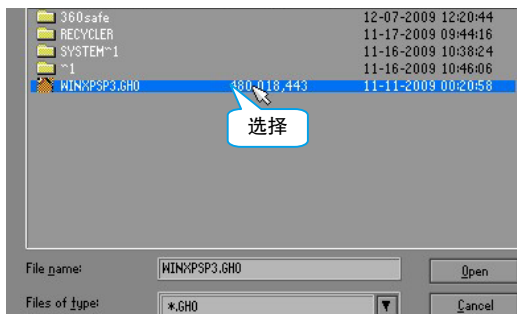 360safe 12-07-2009 12:20:44
RECYCLER 11-17-2009 09:44:16
SYSTEM~1 11-16-2009 10:38:24
~1 11-16-2009 10:46:06
WINXPSP3.GHO 480,018,443 11-11-2009 00:20:58
选择
File name: WINXPSP3.GHO Open
Files of type: *.GHO Cancel